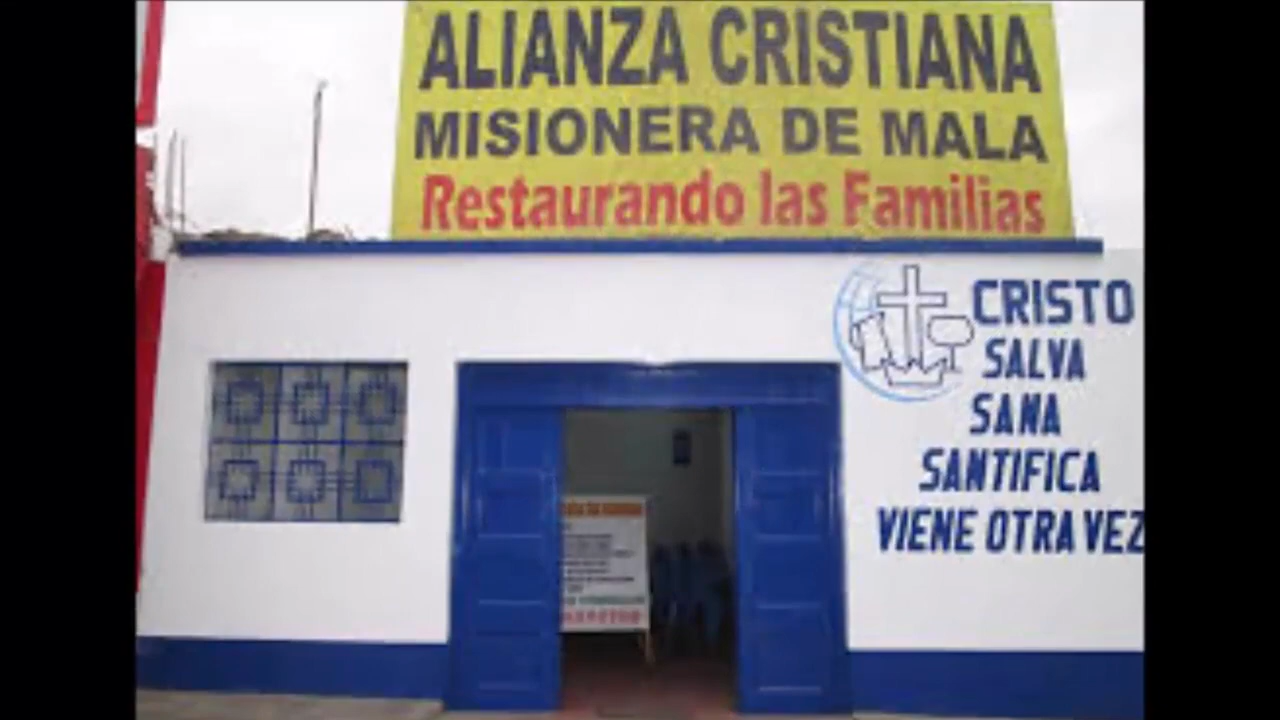 ALIANZA CRISTIANA
MISIONERA DE MALA
Restaurando las Familias
CRISTO
SALVA
SANA
SANTIFICA
VIENE OTRA VEZ